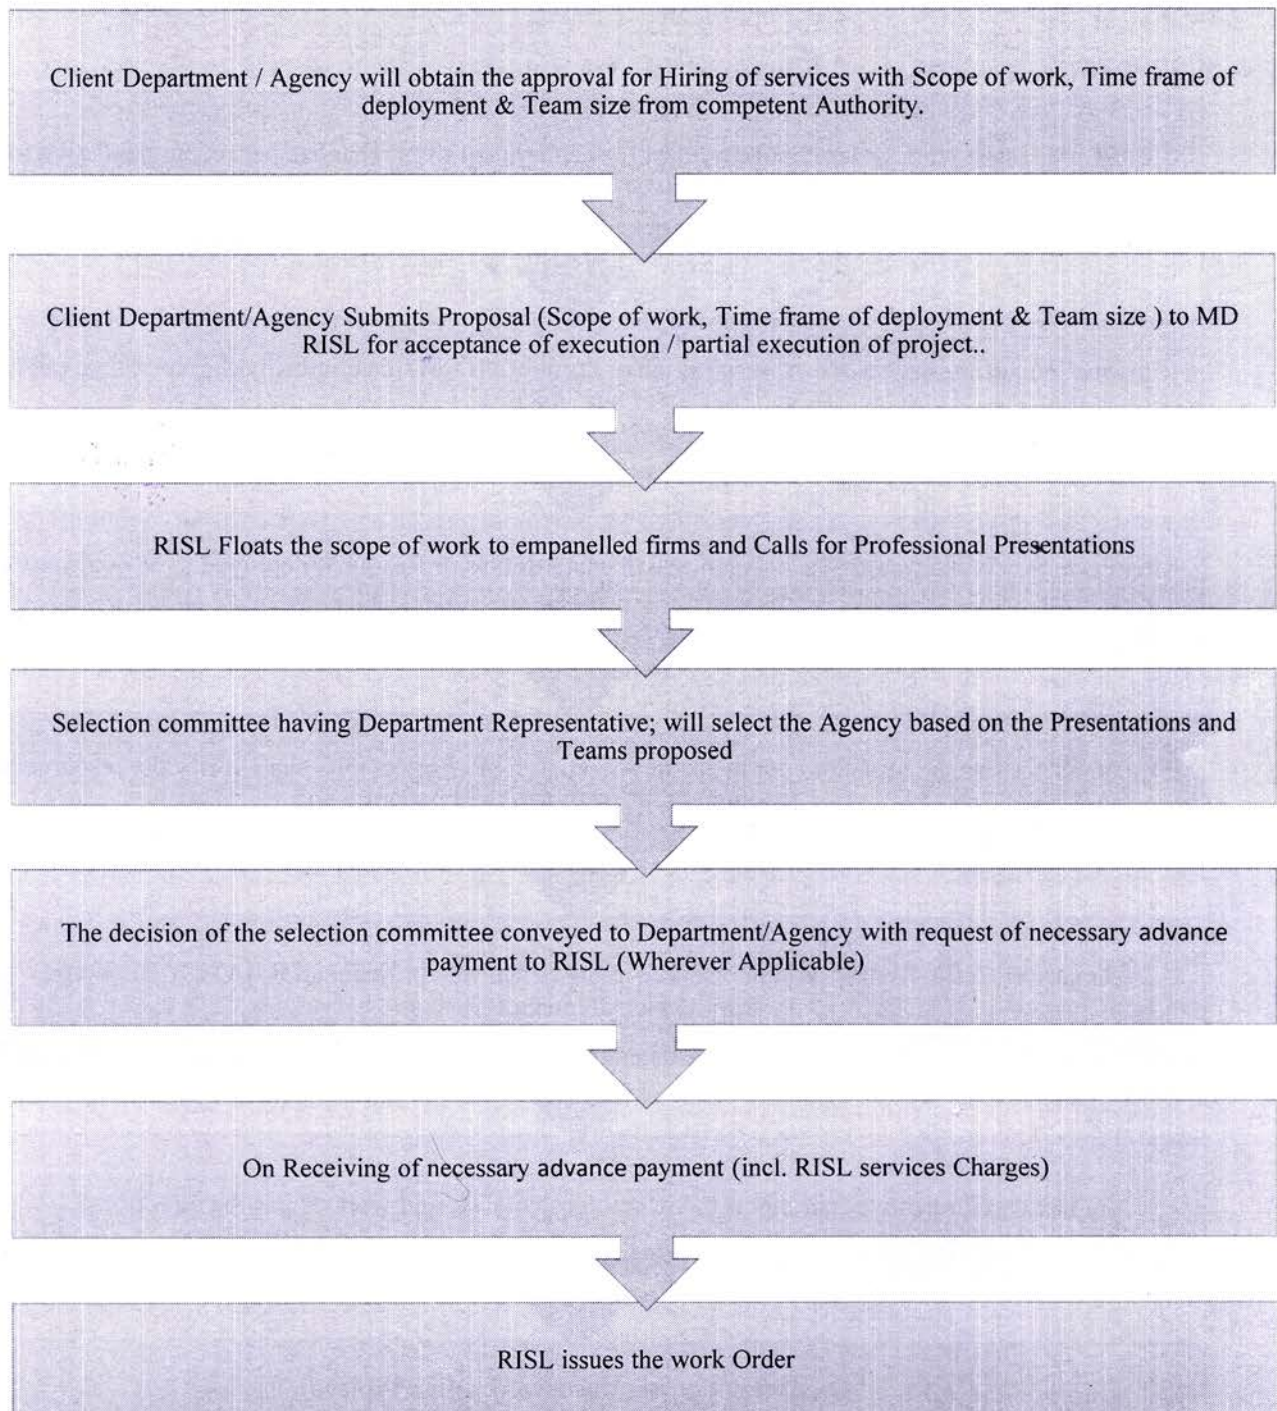 Client Department / Agency will obtain the approval for Hiring of services with Scope of work, Time frame of
deployment & Team size from competent Authority.
Client Department/Agency Submits Proposal (Scope of work, Time frame of deployment & Team size ) to MD
RISL for acceptance of execution / partial execution of project..
RISL Floats the scope of work to empanelled firms and Calls for Professional Presentations
Selection committee having Department Representative; will select the Agency based on the Presentations and
Teams proposed
The decision of the selection committee conveyed to Department/Agency with request of necessary advance
payment to RISL (Wherever Applicable)
On Receiving of necessary advance payment (incl. RISL services Charges)
RISL issues the work Order